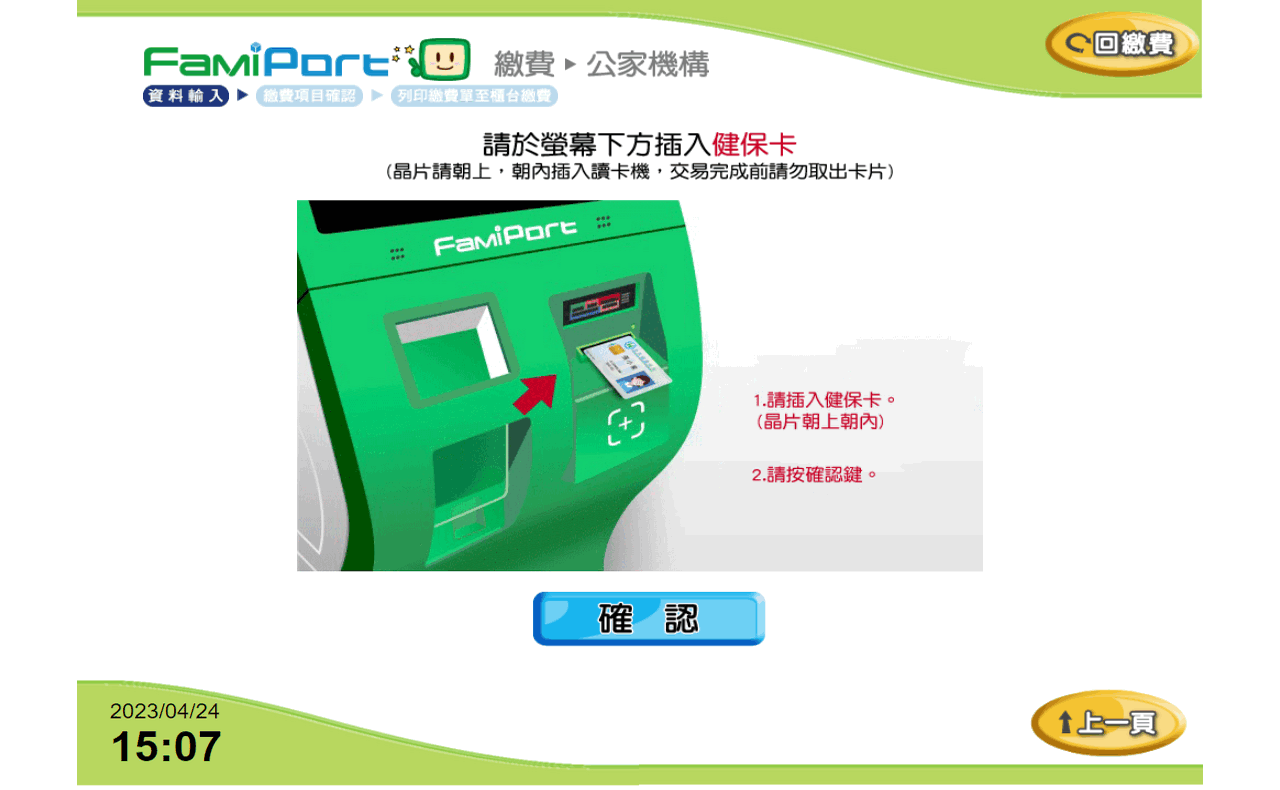 FamiPort 繳費 ▸ 公家機構
回繳費
資料輸入 ▶ 繳費項目確認 ▶ 列印繳費單至櫃台繳費
請於螢幕下方插入健保卡
(晶片請朝上，朝內插入讀卡機，交易完成前請勿取出卡片)
FamiPort
1.請插入健保卡。
(晶片朝上朝內)
2.請按確認鍵。
確 認
2023/04/24
15:07
上一頁